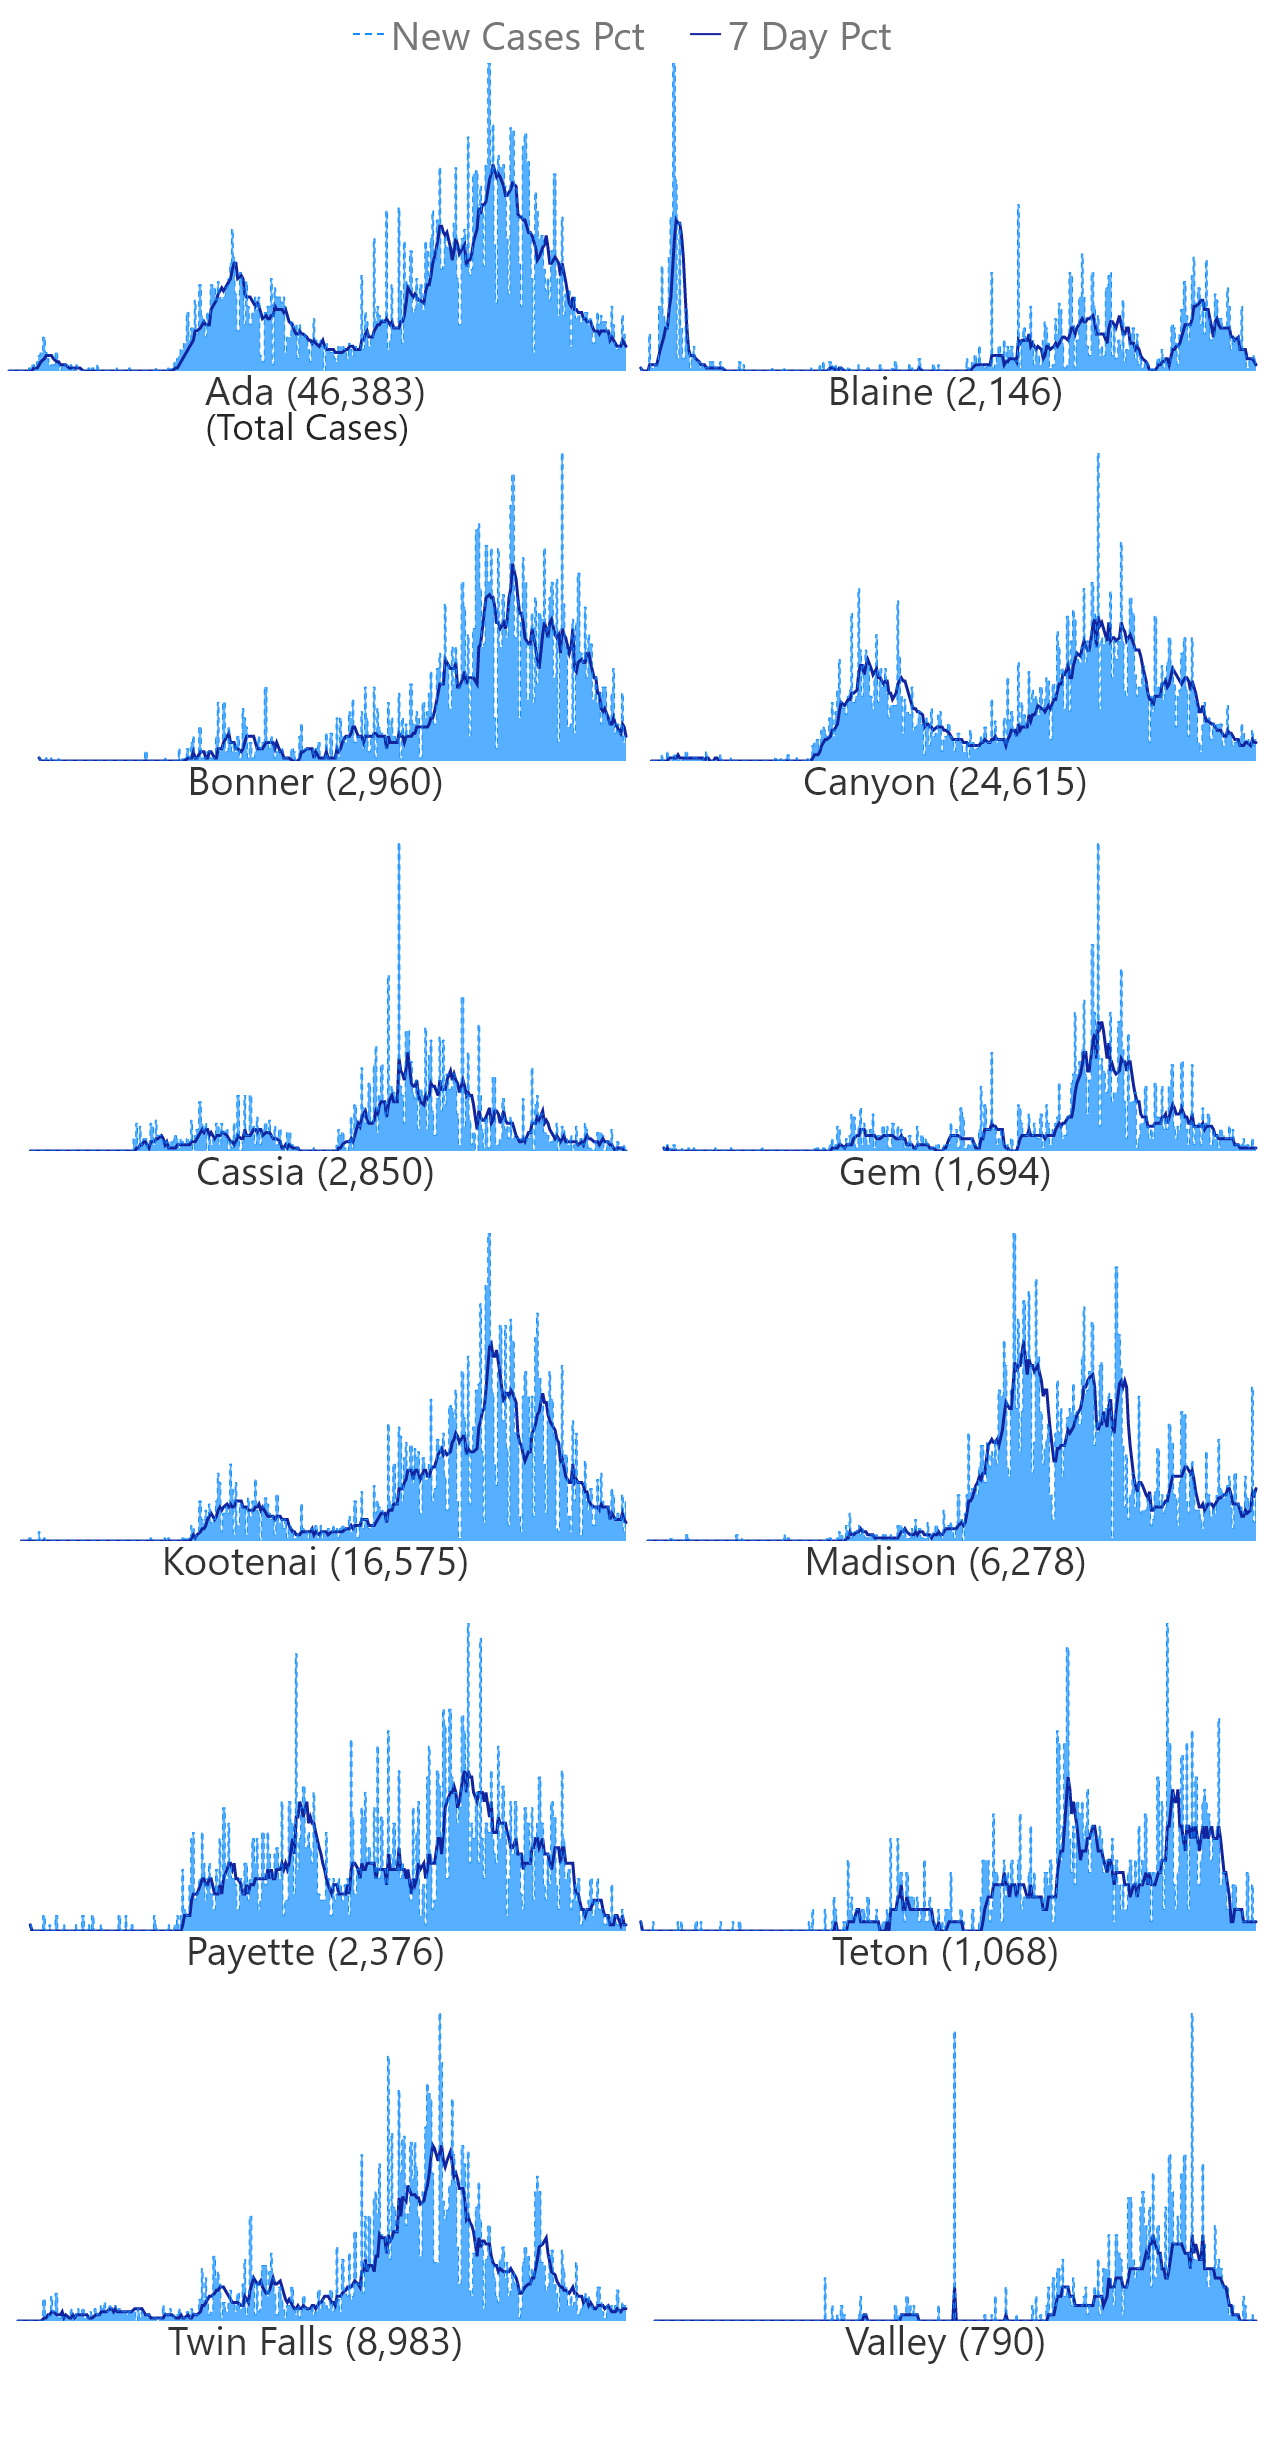 New Cases Pct 7 Day Pct
Ada (46,383) Blaine (2,146)
(Total Cases)
Bonner (2,960) Canyon (24,615)
Cassia (2,850) Gem (1,694)
Kootenai (16,575) Madison (6,278)
Payette (2,376) Teton (1,068)
Twin Falls (8,983) Valley (790)